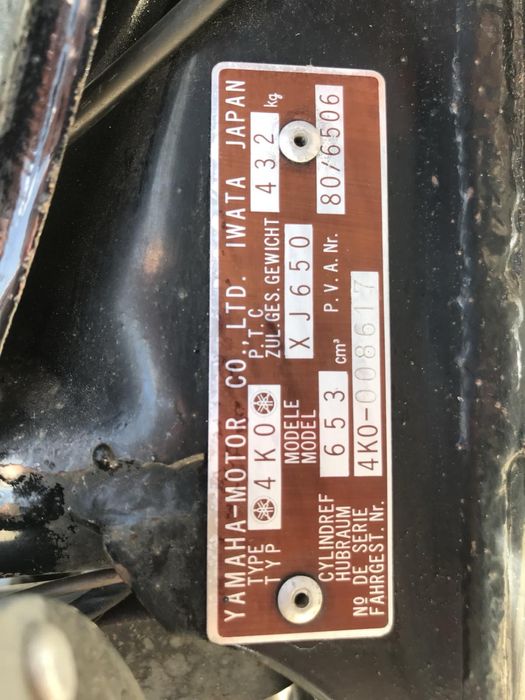 YAMAHA-MOTOR CO.,LTD. IWATA JAPAN
TYPE
TYP
4K0
P.T.C
ZUL.GES.GEWICHT
432 kg
MODELE
MODEL
XJ650
CYLINDREF
HUBRAUM
653 cm³
P.V.A.Nr.
80/6506
Nº DE SERIE
FAHRGEST.Nr.
4K0-008617